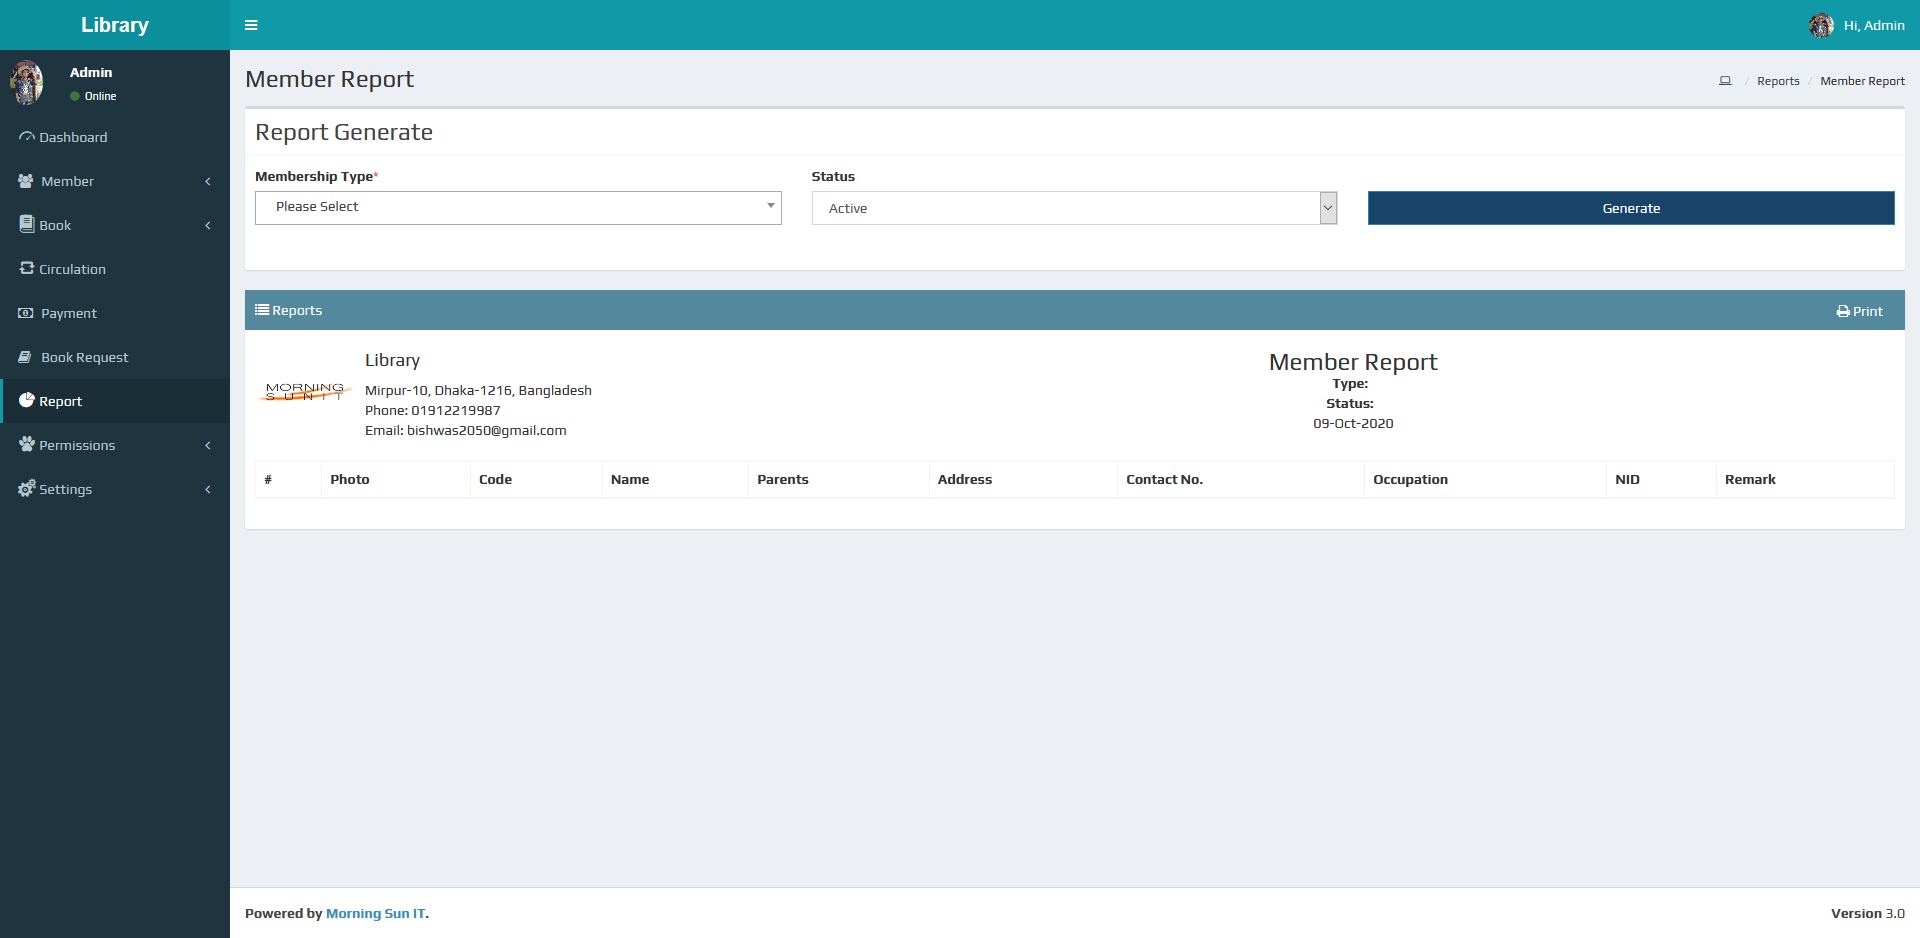 Library
Hi, Admin
Admin
Online
Dashboard
Member
Book
Circulation
Payment
Book Request
Report
Permissions
Settings
Member Report
/ Reports / Member Report
Report Generate
Membership Type*
Status
Please Select
Active
Generate
Reports
Print
MORNING
SUN IT
Library
Mirpur-10, Dhaka-1216, Bangladesh
Phone: 01912219987
Email: bishwas2050@gmail.com
Member Report
Type:
Status:
09-Oct-2020
# Photo Code Name Parents Address Contact No. Occupation NID Remark
Powered by Morning Sun IT.
Version 3.0